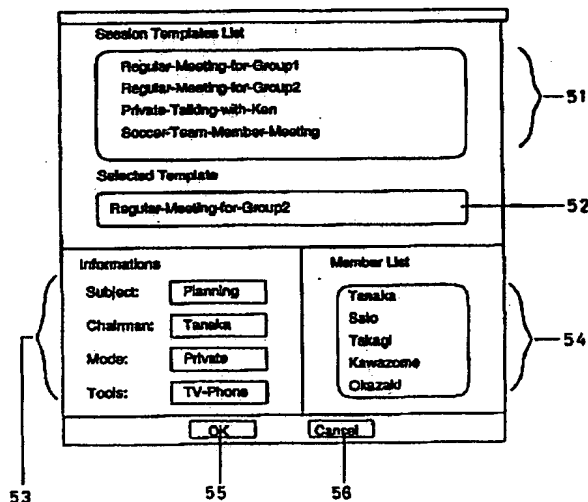 Session Templates List
Regular-Meeting-for-Group1
Regular-Meeting-for-Group2
Private-Talking-with-Ken
Soccer-Team-Member-Meeting
51
Selected Template
Regular-Meeting-for-Group2
52
Informations
Subject: Planning
Chairman: Tanaka
Mode: Private
Tools: TV-Phone
53
Member List
Tanaka
Saio
Takagi
Kawazome
Okazaki
54
OK
Cancel
55
56